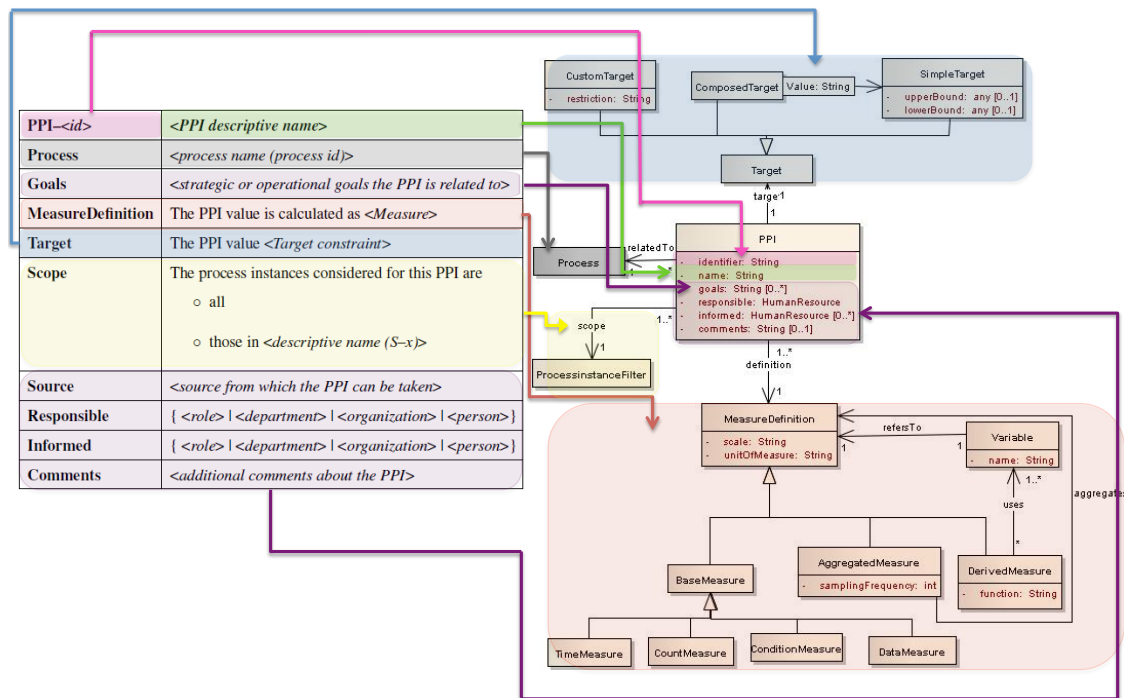 PPI–<id> <PPI descriptive name>
Process <process name (process id)>
Goals <strategic or operational goals the PPI is related to>
MeasureDefinition The PPI value is calculated as <Measure>
Target The PPI value <Target constraint>
Scope The process instances considered for this PPI are
○ all
○ those in <descriptive name (S–x)>
Source <source from which the PPI can be taken>
Responsible { <role> | <department> | <organization> | <person>}
Informed { <role> | <department> | <organization> | <person>}
Comments <additional comments about the PPI>
CustomTarget
- restriction: String
ComposedTarget
Value: String
SimpleTarget
- upperBound: any [0..1]
- lowerBound: any [0..1]
Target
target 1
1
PPI
- identifier: String
- name: String
- goals: String [0..*]
- responsible: HumanResource
- informed: HumanResource [0..*]
- comments: String [0..1]
relatedTo
Process
1 1..*
1..*
scope
1
ProcessinstanceFilter
1..*
definition
1
MeasureDefinition
- scale: String
- unitOfMeasure: String
refersTo
1 1
Variable
- name: String
1..*
uses
*
aggregates
BaseMeasure
AggregatedMeasure
- samplingFrequency: int
DerivedMeasure
- function: String
TimeMeasure
CountMeasure
ConditionMeasure
DataMeasure